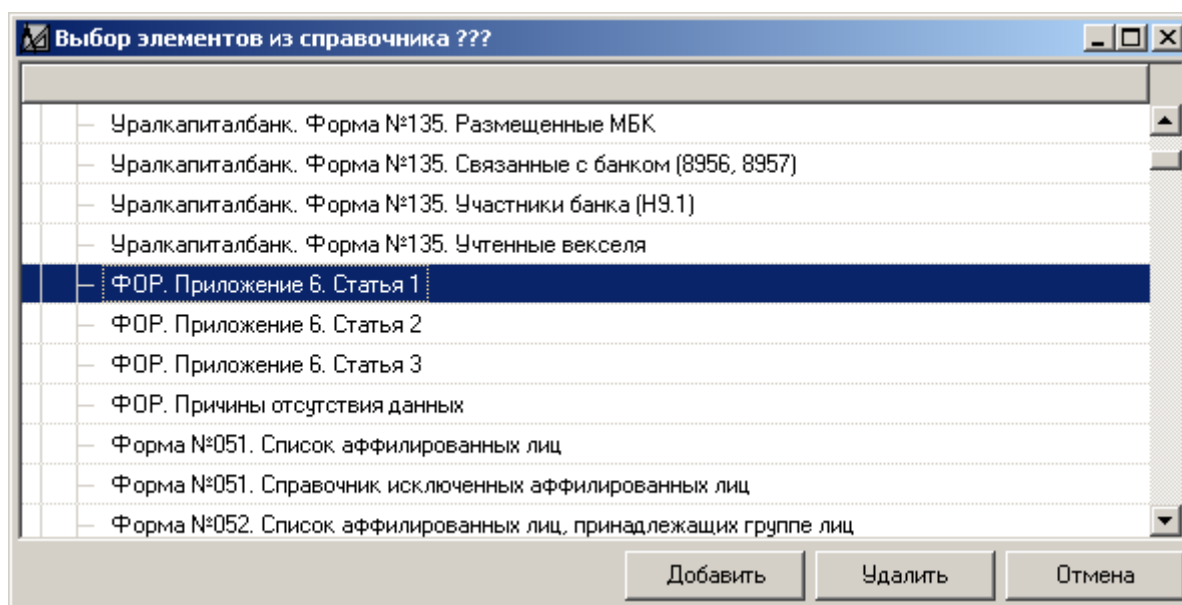 Выбор элементов из справочника ???
Уралкапиталбанк. Форма №135. Размещенные МБК
Уралкапиталбанк. Форма №135. Связанные с банком (8956, 8957)
Уралкапиталбанк. Форма №135. Участники банка (Н9.1)
Уралкапиталбанк. Форма №135. Учтенные векселя
ФОР. Приложение 6. Статья 1
ФОР. Приложение 6. Статья 2
ФОР. Приложение 6. Статья 3
ФОР. Причины отсутствия данных
Форма №051. Список аффилированных лиц
Форма №051. Справочник исключенных аффилированных лиц
Форма №052. Список аффилированных лиц, принадлежащих группе лиц
Добавить Удалить Отмена